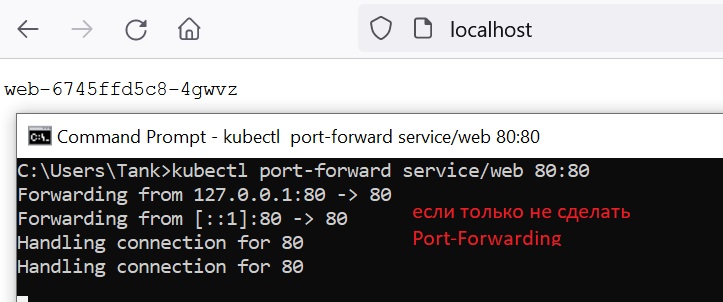 localhost
web-6745ffd5c8-4gwvz
C:\. Command Prompt - kubectl  port-forward service/web 80:80
C:\Users\Tank>kubectl port-forward service/web 80:80
Forwarding from 127.0.0.1:80 -> 80
Forwarding from [::1]:80 -> 80
Handling connection for 80
Handling connection for 80
если только не сделать
Port-Forwarding